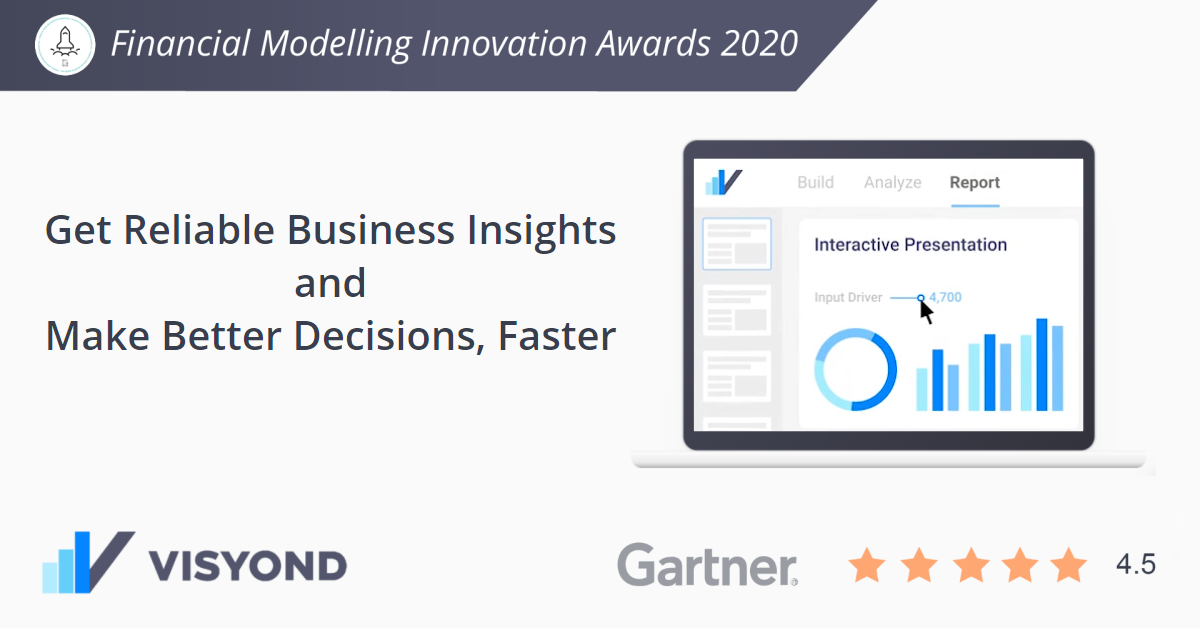 Financial Modelling Innovation Awards 2020
Get Reliable Business Insights
and
Make Better Decisions, Faster
Build Analyze Report
Interactive Presentation
Input Driver 4,700
VISYOND
Gartner 4.5